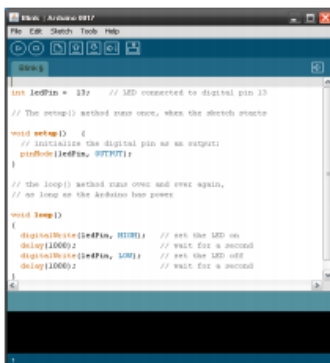 Blink | Arduino 0017
File Edit Sketch Tools Help
Blink §
int ledPin = 13; // LED connected to digital pin 13
// The setup() method runs once, when the sketch starts
void setup() {
// initialize the digital pin as an output:
pinMode(ledPin, OUTPUT);
}
// the loop() method runs over and over again,
// as long as the Arduino has power
void loop()
{
digitalWrite(ledPin, HIGH); // set the LED on
delay(1000); // wait for a second
digitalWrite(ledPin, LOW); // set the LED off
delay(1000); // wait for a second
}
1